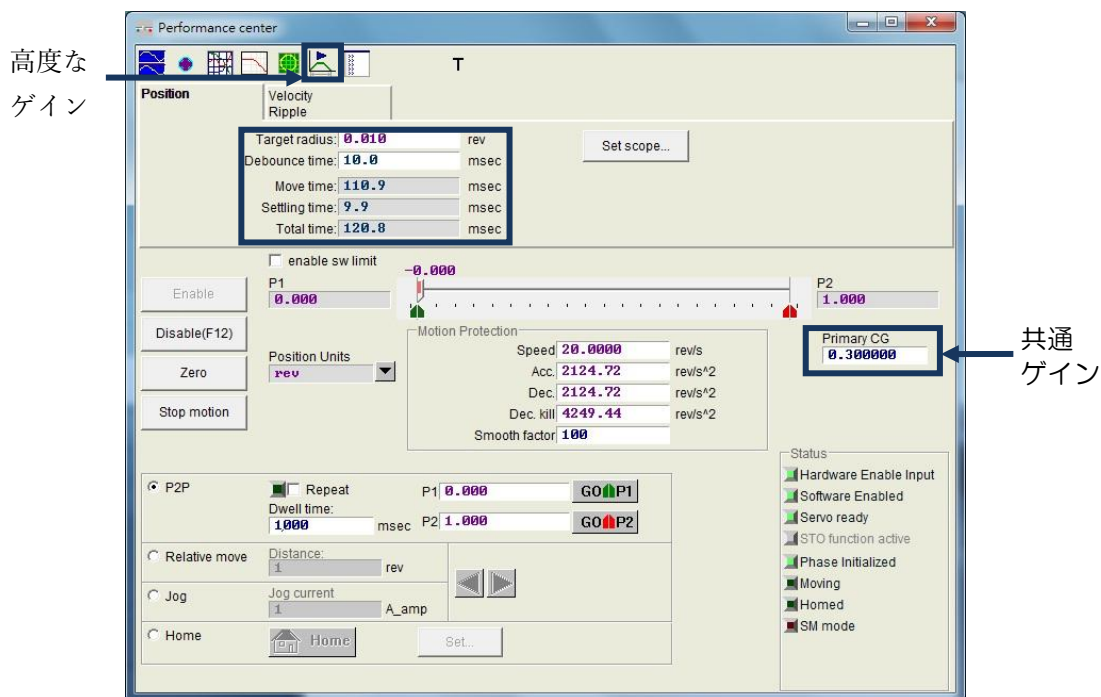 Performance center
高度な
ゲイン
T
Position
Velocity
Ripple
Target radius: 0.010 rev
Debounce time: 10.0 msec
Move time: 110.9 msec
Settling time: 9.9 msec
Total time: 120.8 msec
Set scope...
enable sw limit
-0.000
P1
0.000
P2
1.000
Enable
Disable(F12)
Zero
Stop motion
Position Units
rev
Motion Protection
Speed 20.0000 rev/s
Acc. 2124.72 rev/s^2
Dec. 2124.72 rev/s^2
Dec. kill 4249.44 rev/s^2
Smooth factor 100
Primary CG
0.300000
共通
ゲイン
P2P
Repeat
Dwell time:
1000 msec
P1 0.000 GO P1
P2 1.000 GO P2
Relative move
Distance:
1 rev
Jog
Jog current
1 A_amp
Home
Home
Set...
Status
Hardware Enable Input
Software Enabled
Servo ready
STO function active
Phase Initialized
Moving
Homed
SM mode